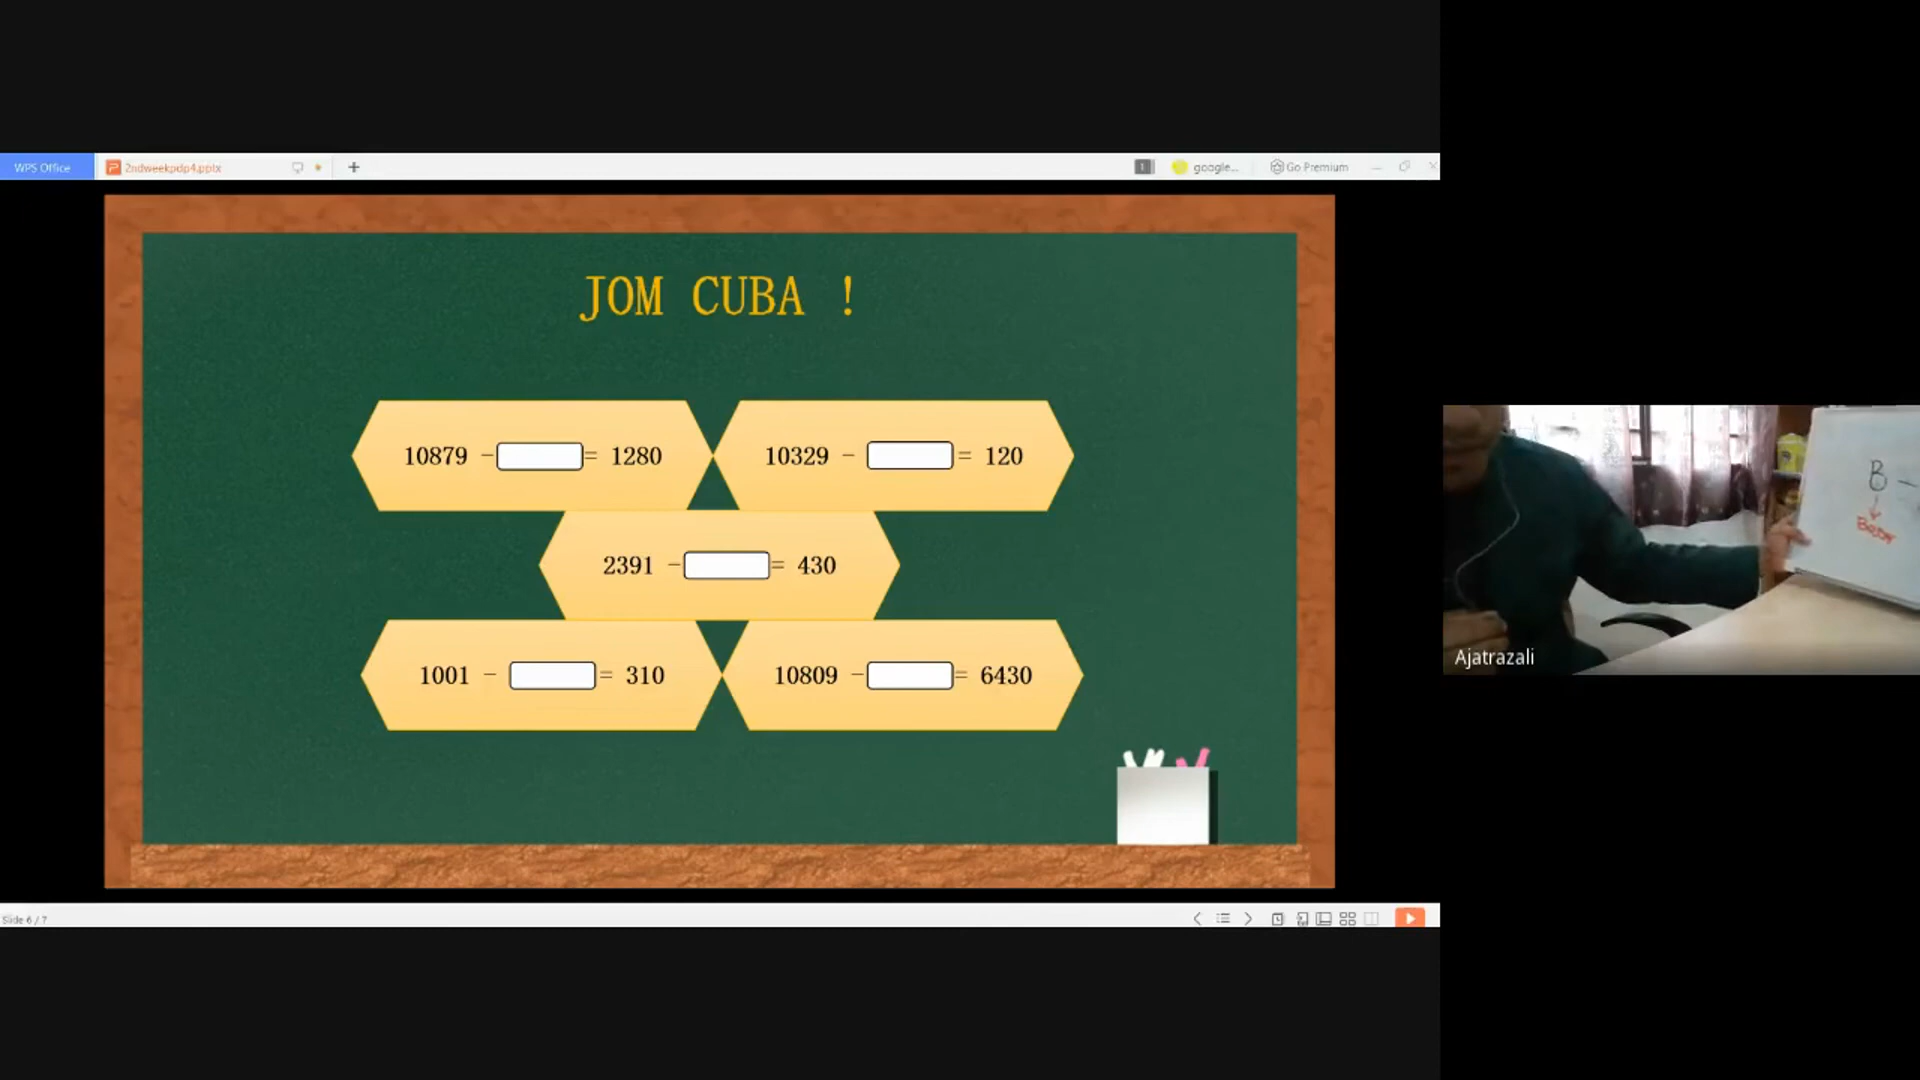 WPS Office
2ndweekpdp4.pptx
google...
Go Premium
JOM CUBA !
10879 - = 1280
10329 - = 120
2391 - = 430
1001 - = 310
10809 - = 6430
B -
Ajatrazali
Slide 6 / 7